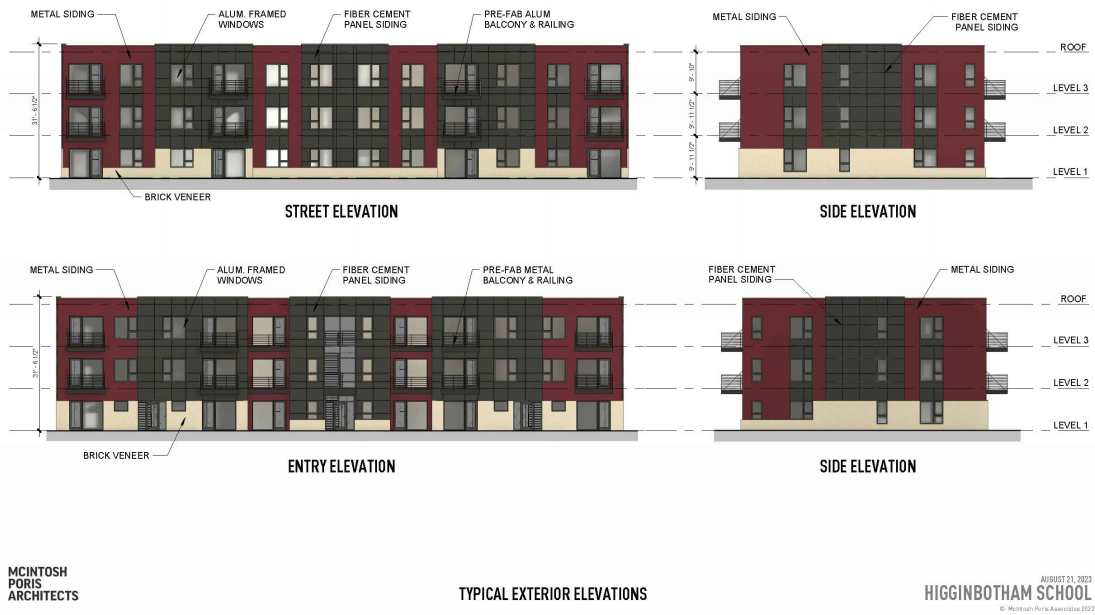 METAL SIDING
ALUM. FRAMED
WINDOWS
FIBER CEMENT
PANEL SIDING
PRE-FAB ALUM
BALCONY & RAILING
31' - 6 1/2"
BRICK VENEER
STREET ELEVATION
METAL SIDING
FIBER CEMENT
PANEL SIDING
ROOF
9' - 10"
LEVEL 3
9' - 11 1/2"
LEVEL 2
9' - 11 1/2"
LEVEL 1
SIDE ELEVATION
METAL SIDING
ALUM. FRAMED
WINDOWS
FIBER CEMENT
PANEL SIDING
PRE-FAB METAL
BALCONY & RAILING
31' - 6 1/2"
BRICK VENEER
ENTRY ELEVATION
FIBER CEMENT
PANEL SIDING
METAL SIDING
ROOF
LEVEL 3
LEVEL 2
LEVEL 1
SIDE ELEVATION
MCINTOSH
PORIS
ARCHITECTS
TYPICAL EXTERIOR ELEVATIONS
AUGUST 21, 2023
HIGGINBOTHAM SCHOOL
© McIntosh Poris Associates 2023